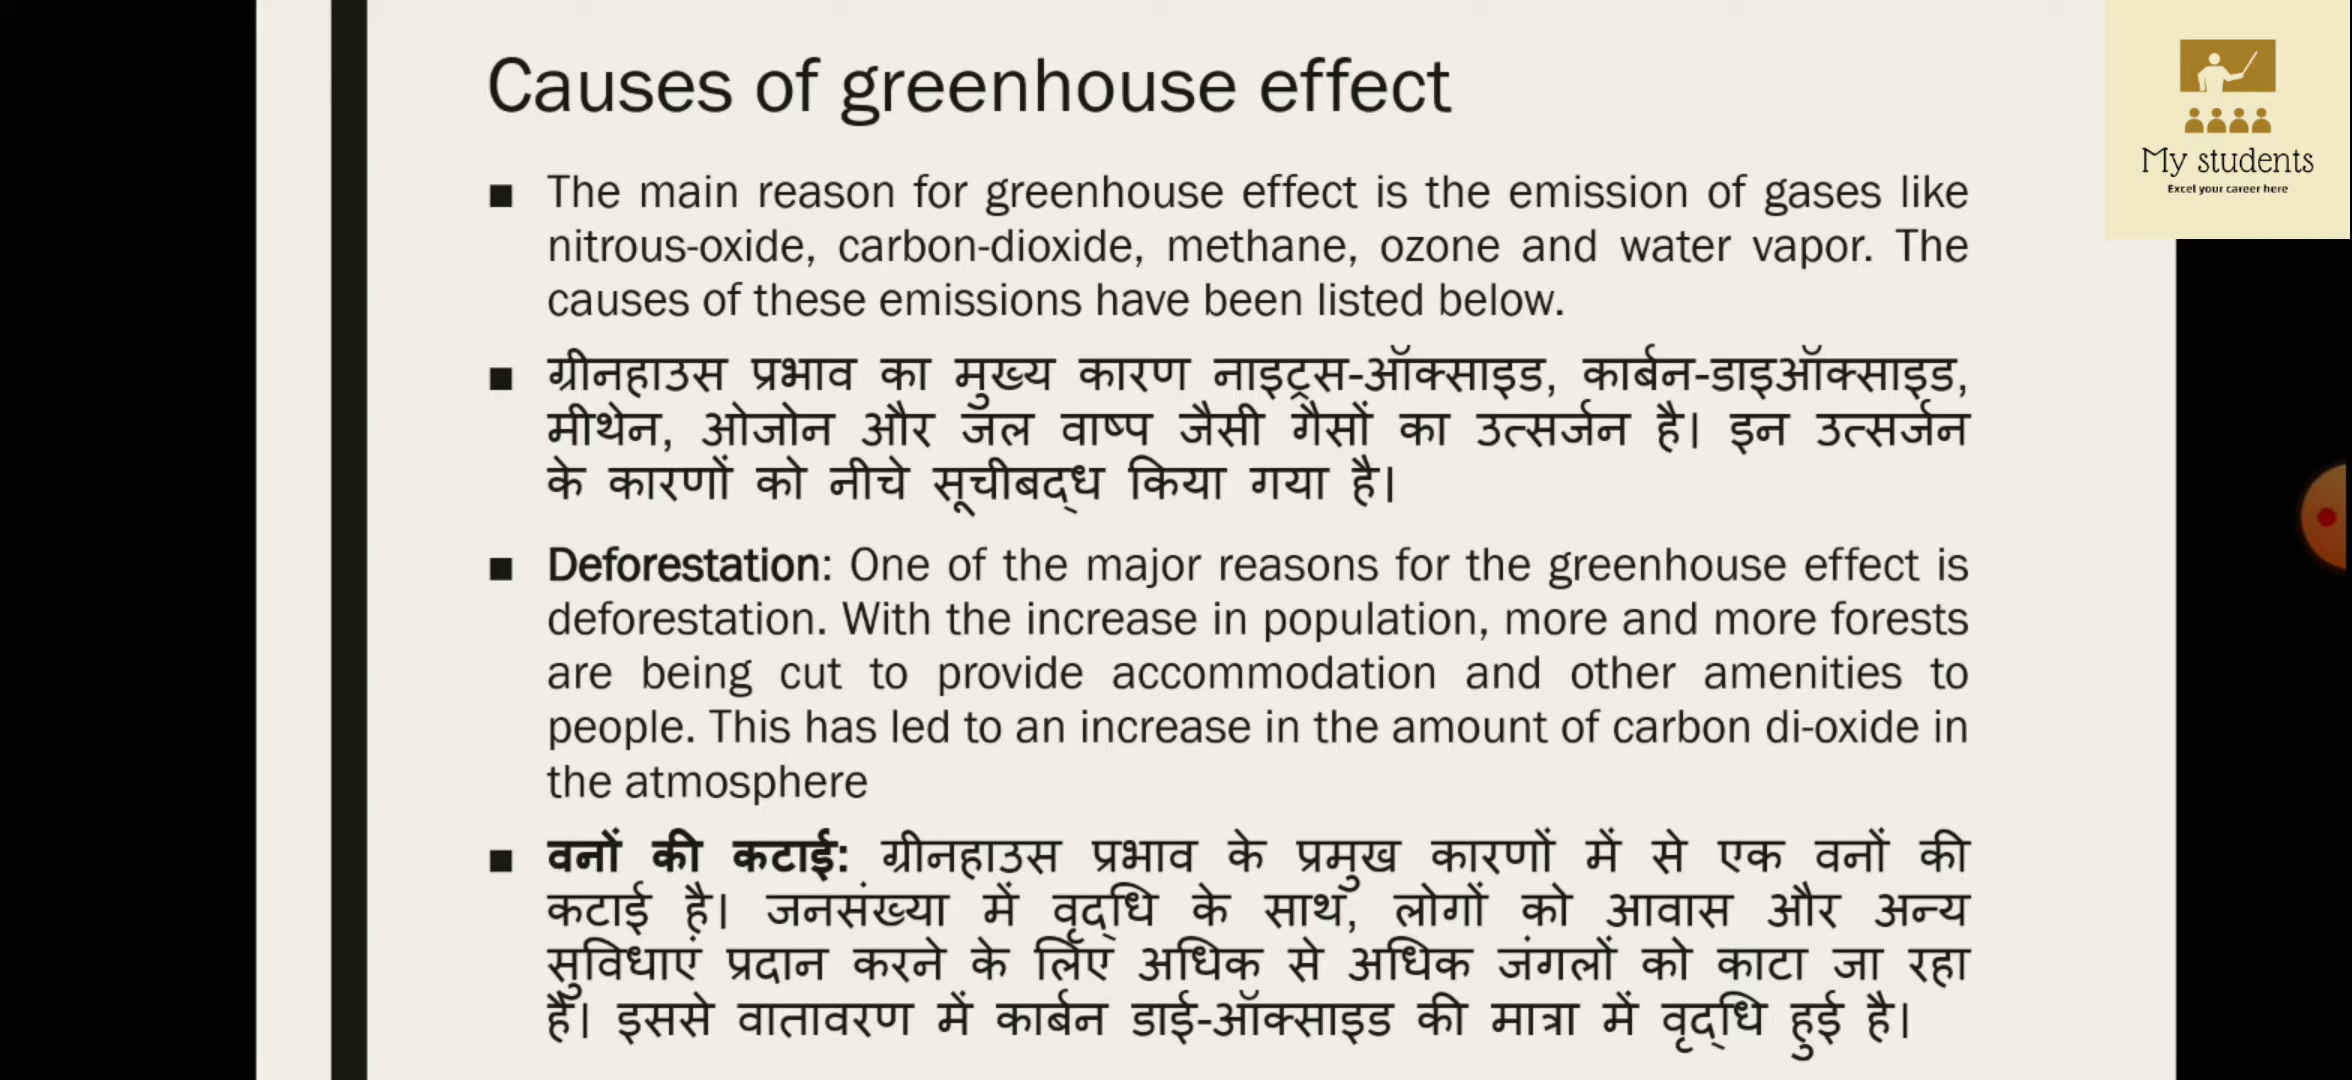 Causes of greenhouse effect
My students
Excel your career here
■ The main reason for greenhouse effect is the emission of gases like
nitrous-oxide, carbon-dioxide, methane, ozone and water vapor. The
causes of these emissions have been listed below.
■ ग्रीनहाउस प्रभाव का मुख्य कारण नाइट्रस-ऑक्साइड, कार्बन-डाइऑक्साइड,
मीथेन, ओजोन और जल वाष्प जैसी गैसों का उत्सर्जन है। इन उत्सर्जन
के कारणों को नीचे सूचीबद्ध किया गया है।
■ Deforestation: One of the major reasons for the greenhouse effect is
deforestation. With the increase in population, more and more forests
are being cut to provide accommodation and other amenities to
people. This has led to an increase in the amount of carbon di-oxide in
the atmosphere
■ वनों की कटाई: ग्रीनहाउस प्रभाव के प्रमुख कारणों में से एक वनों की
कटाई है। जनसंख्या में वृद्धि के साथ, लोगों को आवास और अन्य
सुविधाएं प्रदान करने के लिए अधिक से अधिक जंगलों को काटा जा रहा
है। इससे वातावरण में कार्बन डाई-ऑक्साइड की मात्रा में वृद्धि हुई है।